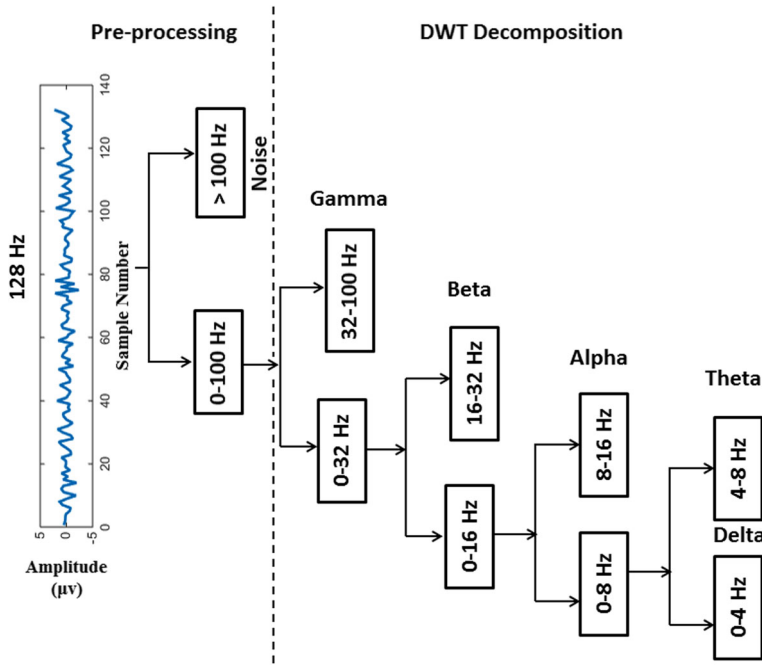 Pre-processing
DWT Decomposition
128 Hz
Amplitude
(μv)
5
0
-5
0
20
40
60
80
100
120
140
Sample Number
> 100 Hz
Noise
0-100 Hz
Gamma
32-100 Hz
0-32 Hz
Beta
16-32 Hz
0-16 Hz
Alpha
8-16 Hz
0-8 Hz
Theta
4-8 Hz
Delta
0-4 Hz